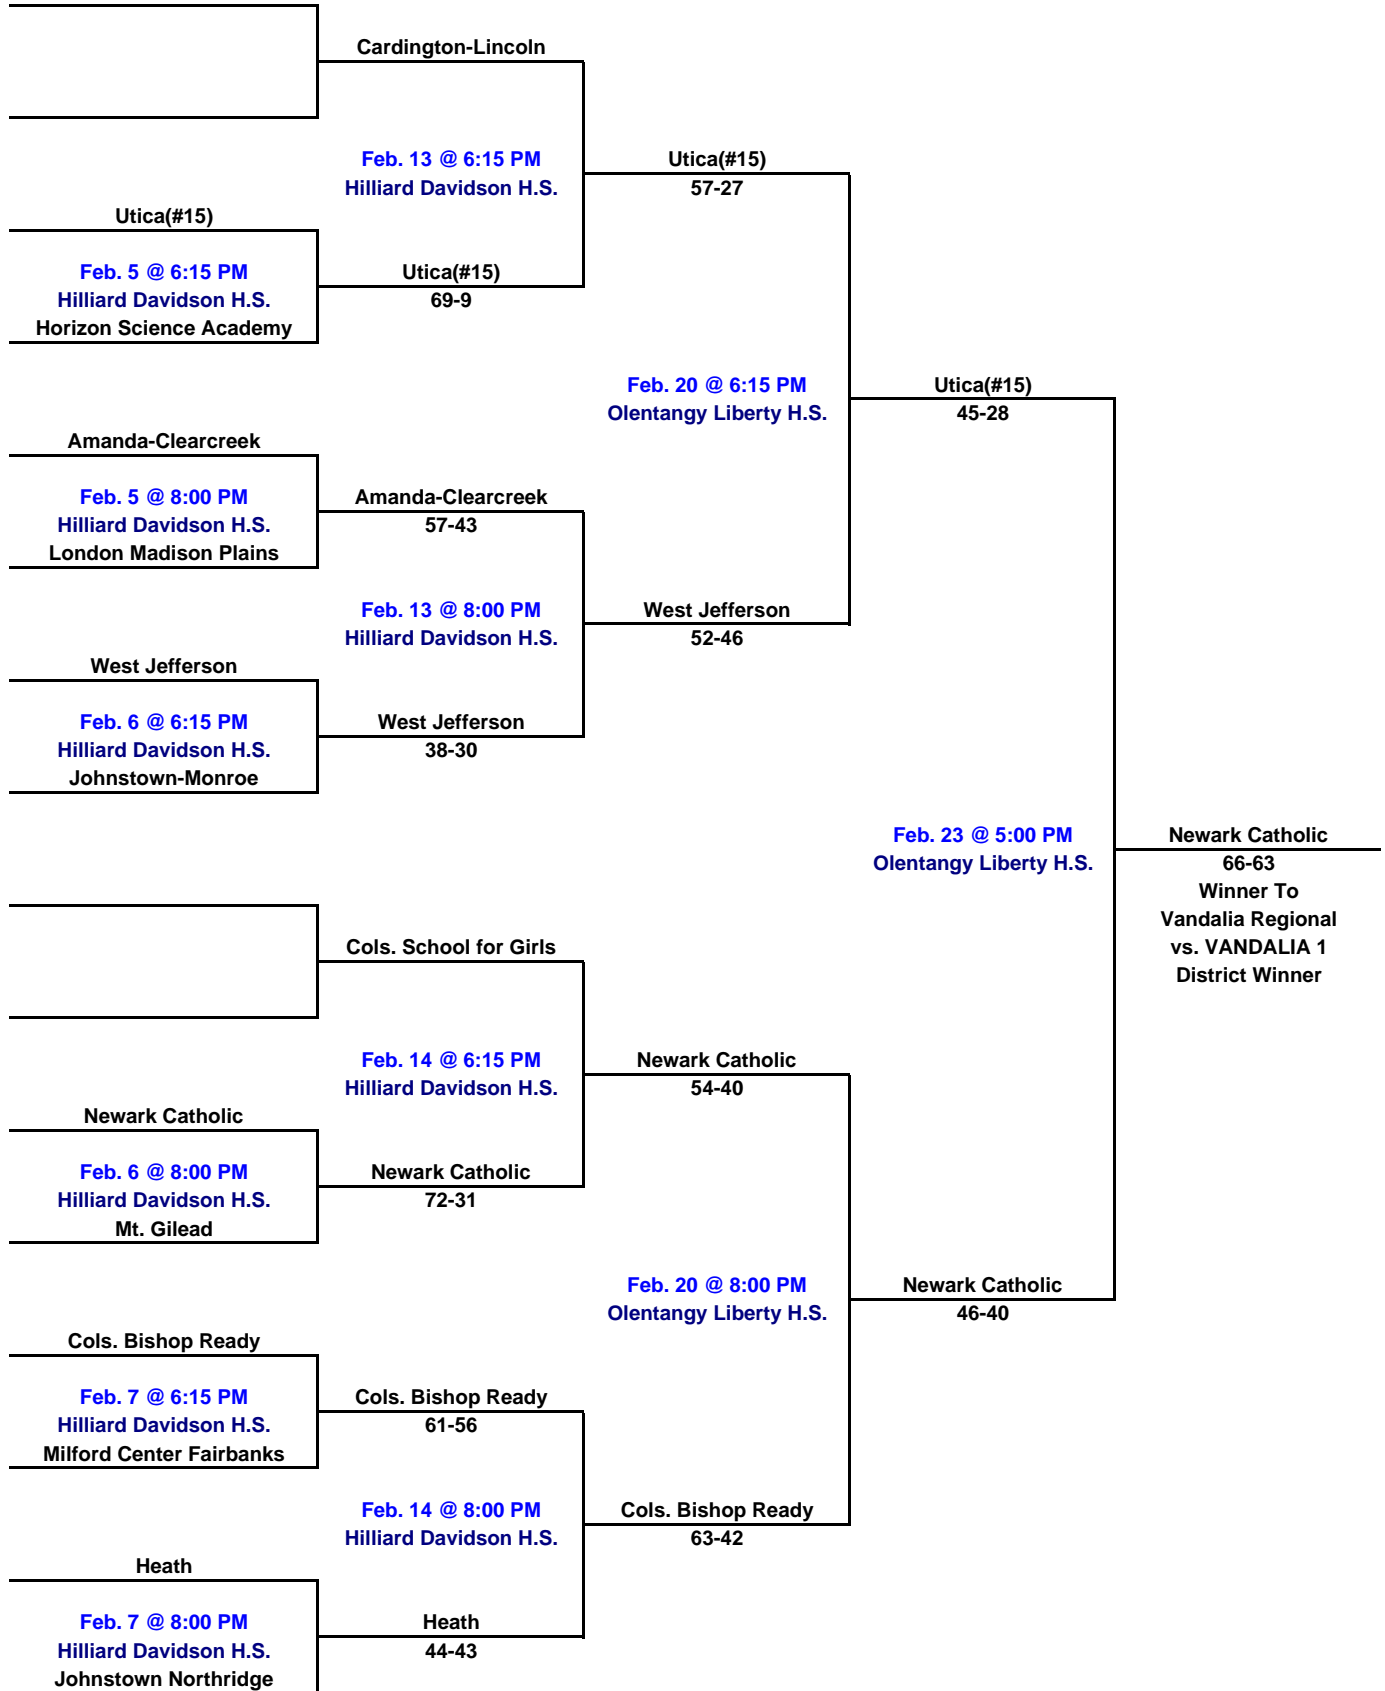 Cardington-Lincoln
Feb. 13 @ 6:15 PM
Hilliard Davidson H.S.
Utica(#15)
57-27
Utica(#15)
Feb. 5 @ 6:15 PM
Hilliard Davidson H.S.
Horizon Science Academy
Utica(#15)
69-9
Feb. 20 @ 6:15 PM
Olentangy Liberty H.S.
Utica(#15)
45-28
Amanda-Clearcreek
Feb. 5 @ 8:00 PM
Hilliard Davidson H.S.
London Madison Plains
Amanda-Clearcreek
57-43
Feb. 13 @ 8:00 PM
Hilliard Davidson H.S.
West Jefferson
52-46
West Jefferson
Feb. 6 @ 6:15 PM
Hilliard Davidson H.S.
Johnstown-Monroe
West Jefferson
38-30
Feb. 23 @ 5:00 PM
Olentangy Liberty H.S.
Newark Catholic
66-63
Winner To
Vandalia Regional
vs. VANDALIA 1
District Winner
Cols. School for Girls
Feb. 14 @ 6:15 PM
Hilliard Davidson H.S.
Newark Catholic
54-40
Newark Catholic
Feb. 6 @ 8:00 PM
Hilliard Davidson H.S.
Mt. Gilead
Newark Catholic
72-31
Feb. 20 @ 8:00 PM
Olentangy Liberty H.S.
Newark Catholic
46-40
Cols. Bishop Ready
Feb. 7 @ 6:15 PM
Hilliard Davidson H.S.
Milford Center Fairbanks
Cols. Bishop Ready
61-56
Feb. 14 @ 8:00 PM
Hilliard Davidson H.S.
Cols. Bishop Ready
63-42
Heath
Feb. 7 @ 8:00 PM
Hilliard Davidson H.S.
Johnstown Northridge
Heath
44-43